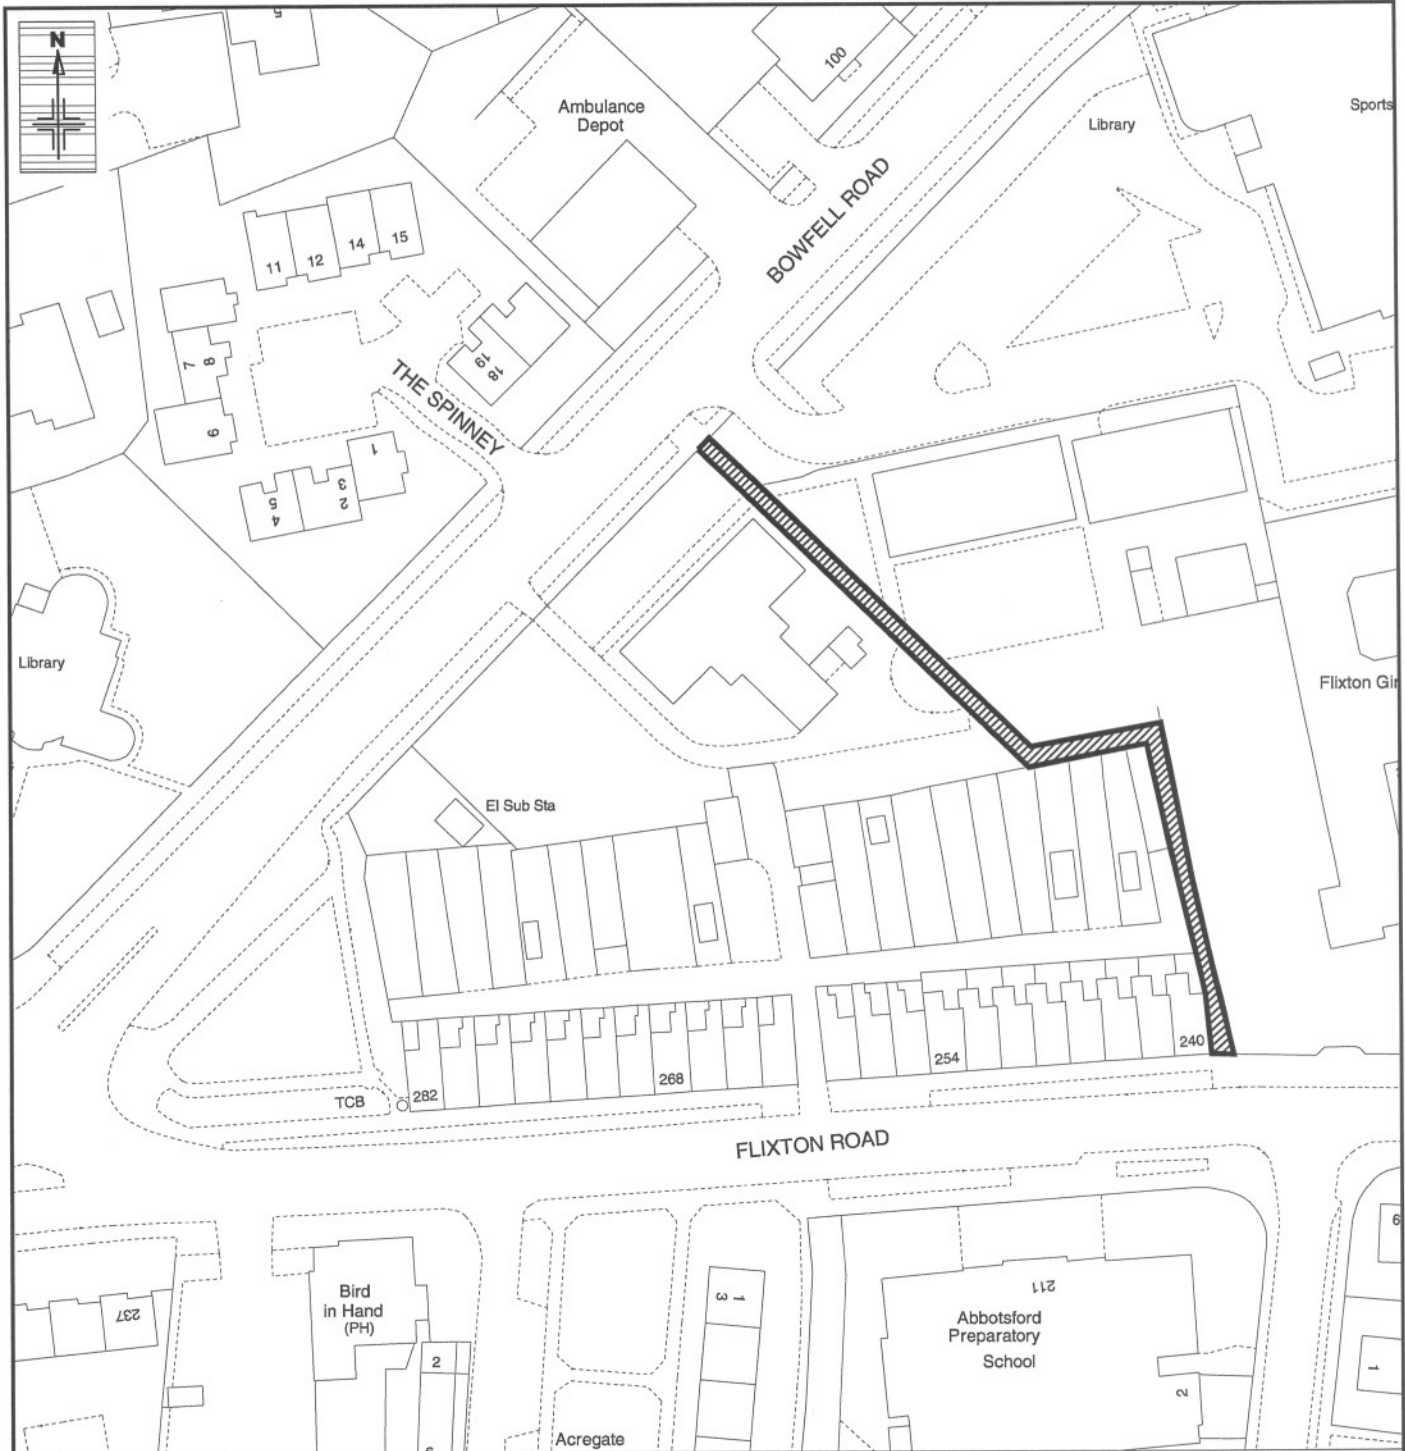 N
5
100
Ambulance
Depot
Library
Sports
BOWFELL ROAD
11
12
14
15
7
8
19
18
THE SPINNEY
6
1
3
2
5
4
Library
Flixton Gir
El Sub Sta
240
254
268
282
TCB
FLIXTON ROAD
237
Bird
in Hand
(PH)
2
1
3
211
Abbotsford
Preparatory
School
2
1
Acregate